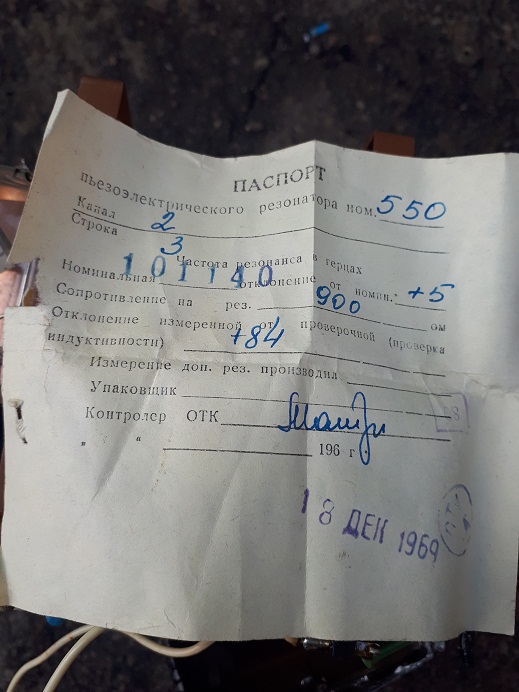 ПАСПОРТ
пьезоэлектрического резонатора ном. 550
Канал 2
Строка 3
Частота резонанса в герцах
Номинальная 101140 отклонение от номин. +5
Сопротивление на рез. 900 ом
Отклонение измеренной от проверочной (проверка
индуктивности) +84
Измерение доп. рез. производил
Упаковщик
Контролер ОТК
„ “ 196 г.
18 ДЕК 1969